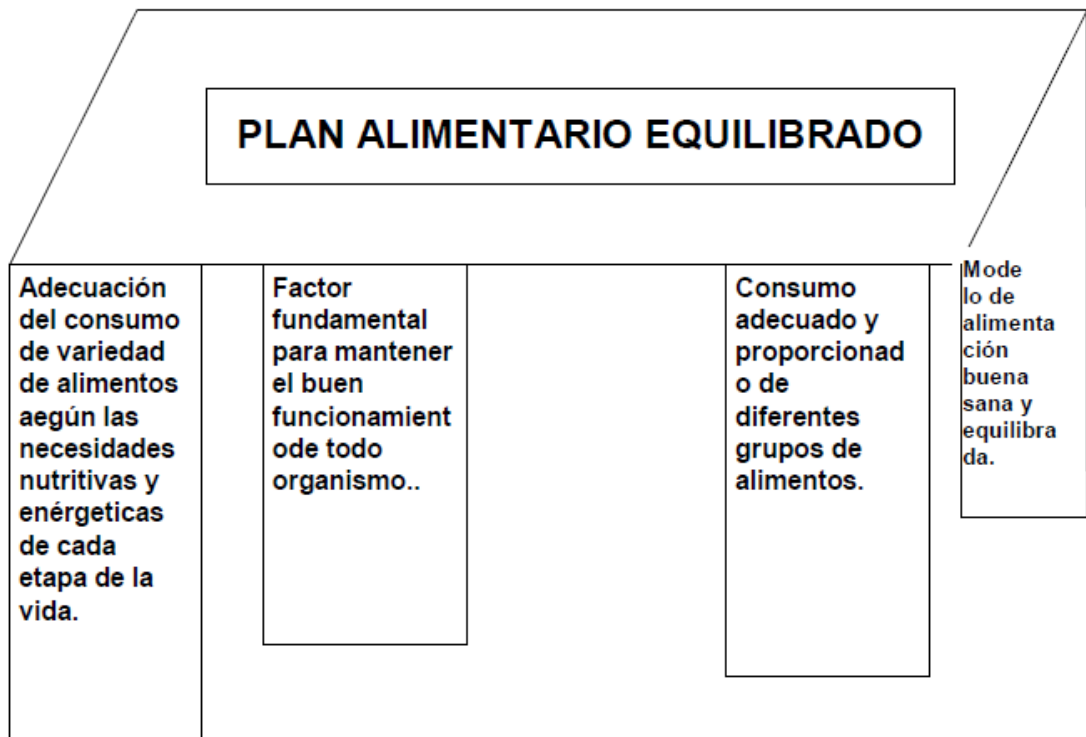 PLAN ALIMENTARIO EQUILIBRADO
Adecuación
del consumo
de variedad
de alimentos
aegún las
necesidades
nutritivas y
enérgeticas
de cada
etapa de la
vida.
Factor
fundamental
para mantener
el buen
funcionamient
ode todo
organismo..
Consumo
adecuado y
proporcionad
o de
diferentes
grupos de
alimentos.
Mode
lo de
alimenta
ción
buena
sana y
equilibra
da.